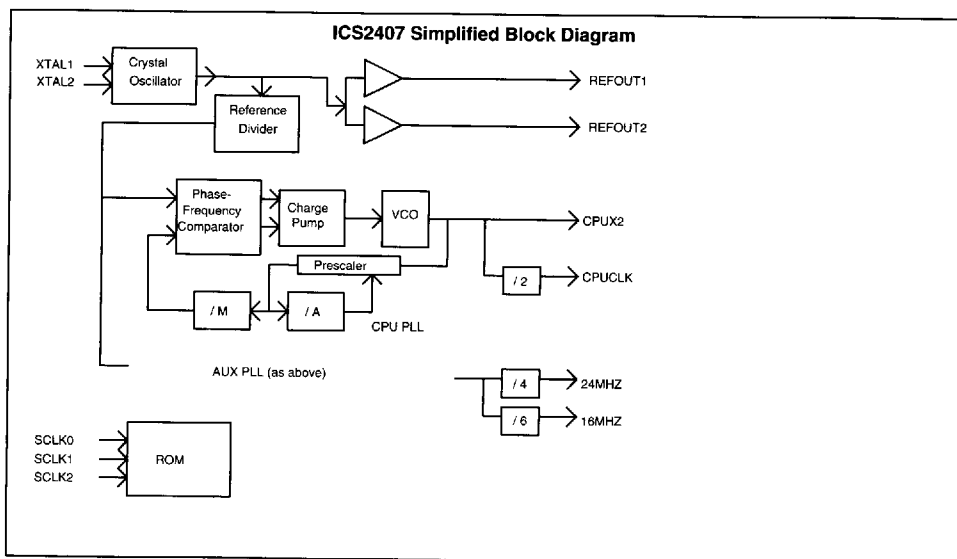 ICS2407 Simplified Block Diagram
XTAL1
XTAL2
Crystal
Oscillator
REFOUT1
REFOUT2
Reference
Divider
Phase-
Frequency
Comparator
Charge
Pump
VCO
CPUX2
Prescaler
/ 2
CPUCLK
/ M
/ A
CPU PLL
AUX PLL (as above)
/ 4
24MHZ
/ 6
16MHZ
SCLK0
SCLK1
SCLK2
ROM